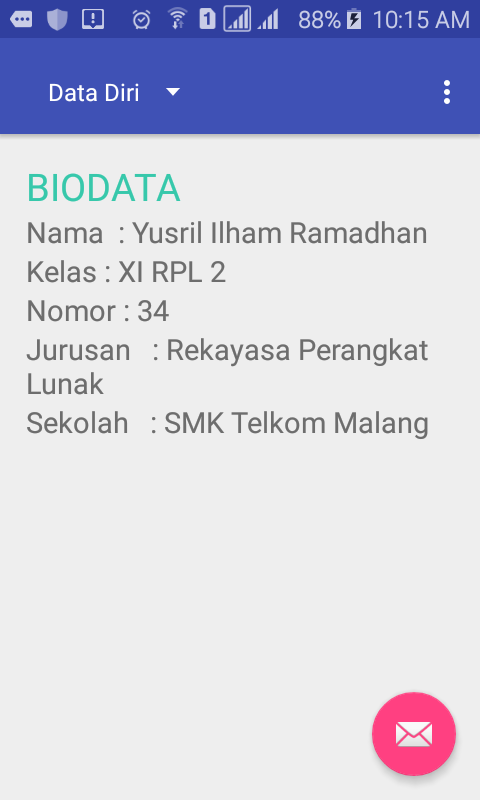 1 88% 10:15 AM
Data Diri
BIODATA
Nama : Yusril Ilham Ramadhan
Kelas : XI RPL 2
Nomor : 34
Jurusan : Rekayasa Perangkat
Lunak
Sekolah : SMK Telkom Malang